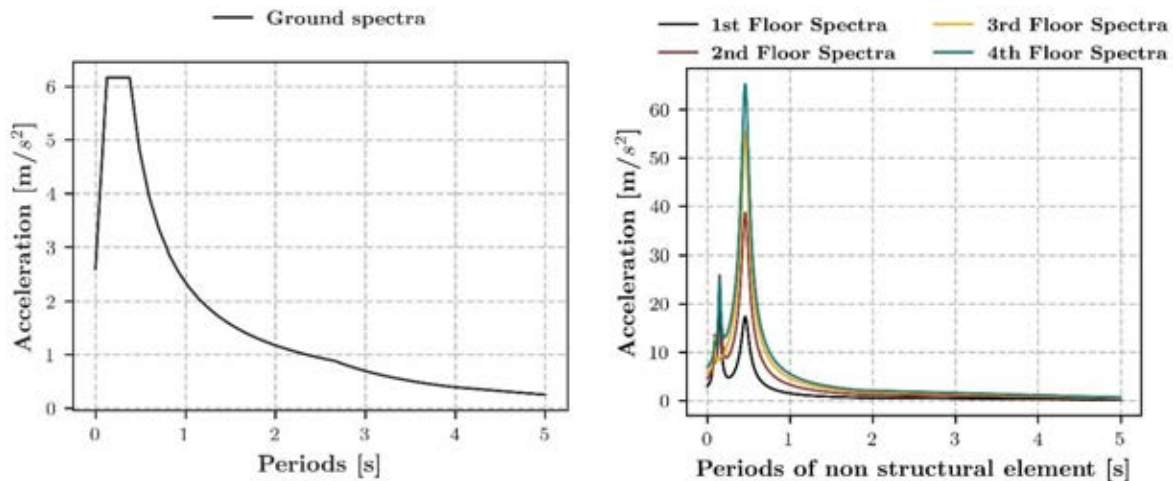 Ground spectra
Acceleration [m/s²]
6
5
4
3
2
1
0
0 1 2 3 4 5
Periods [s]
1st Floor Spectra 3rd Floor Spectra
2nd Floor Spectra 4th Floor Spectra
Acceleration [m/s²]
60
50
40
30
20
10
0
0 1 2 3 4 5
Periods of non structural element [s]